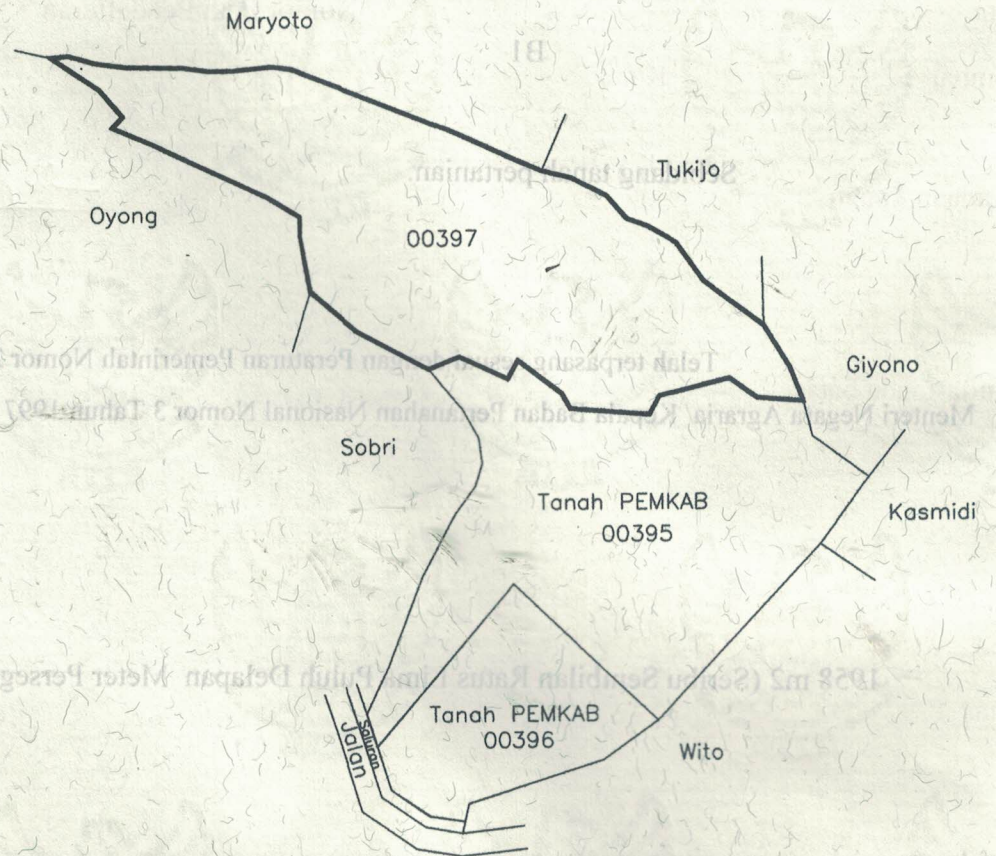 Maryoto
B1
Sebidang tanah pertanian.
Tukijo
Oyong
00397
Telah terpasang sesuai dengan Peraturan Pemerintah Nomor
Giyono
Menteri Negara Agraria/ Kepala Badan Pertanahan Nasional Nomor 3 Tahun 1997
Sobri
Tanah PEMKAB
00395
Kasmidi
1958 m2 (Seribu Sembilan Ratus Lima Puluh Delapan Meter
Tanah PEMKAB
00396
Saluran
Jalan
Wito